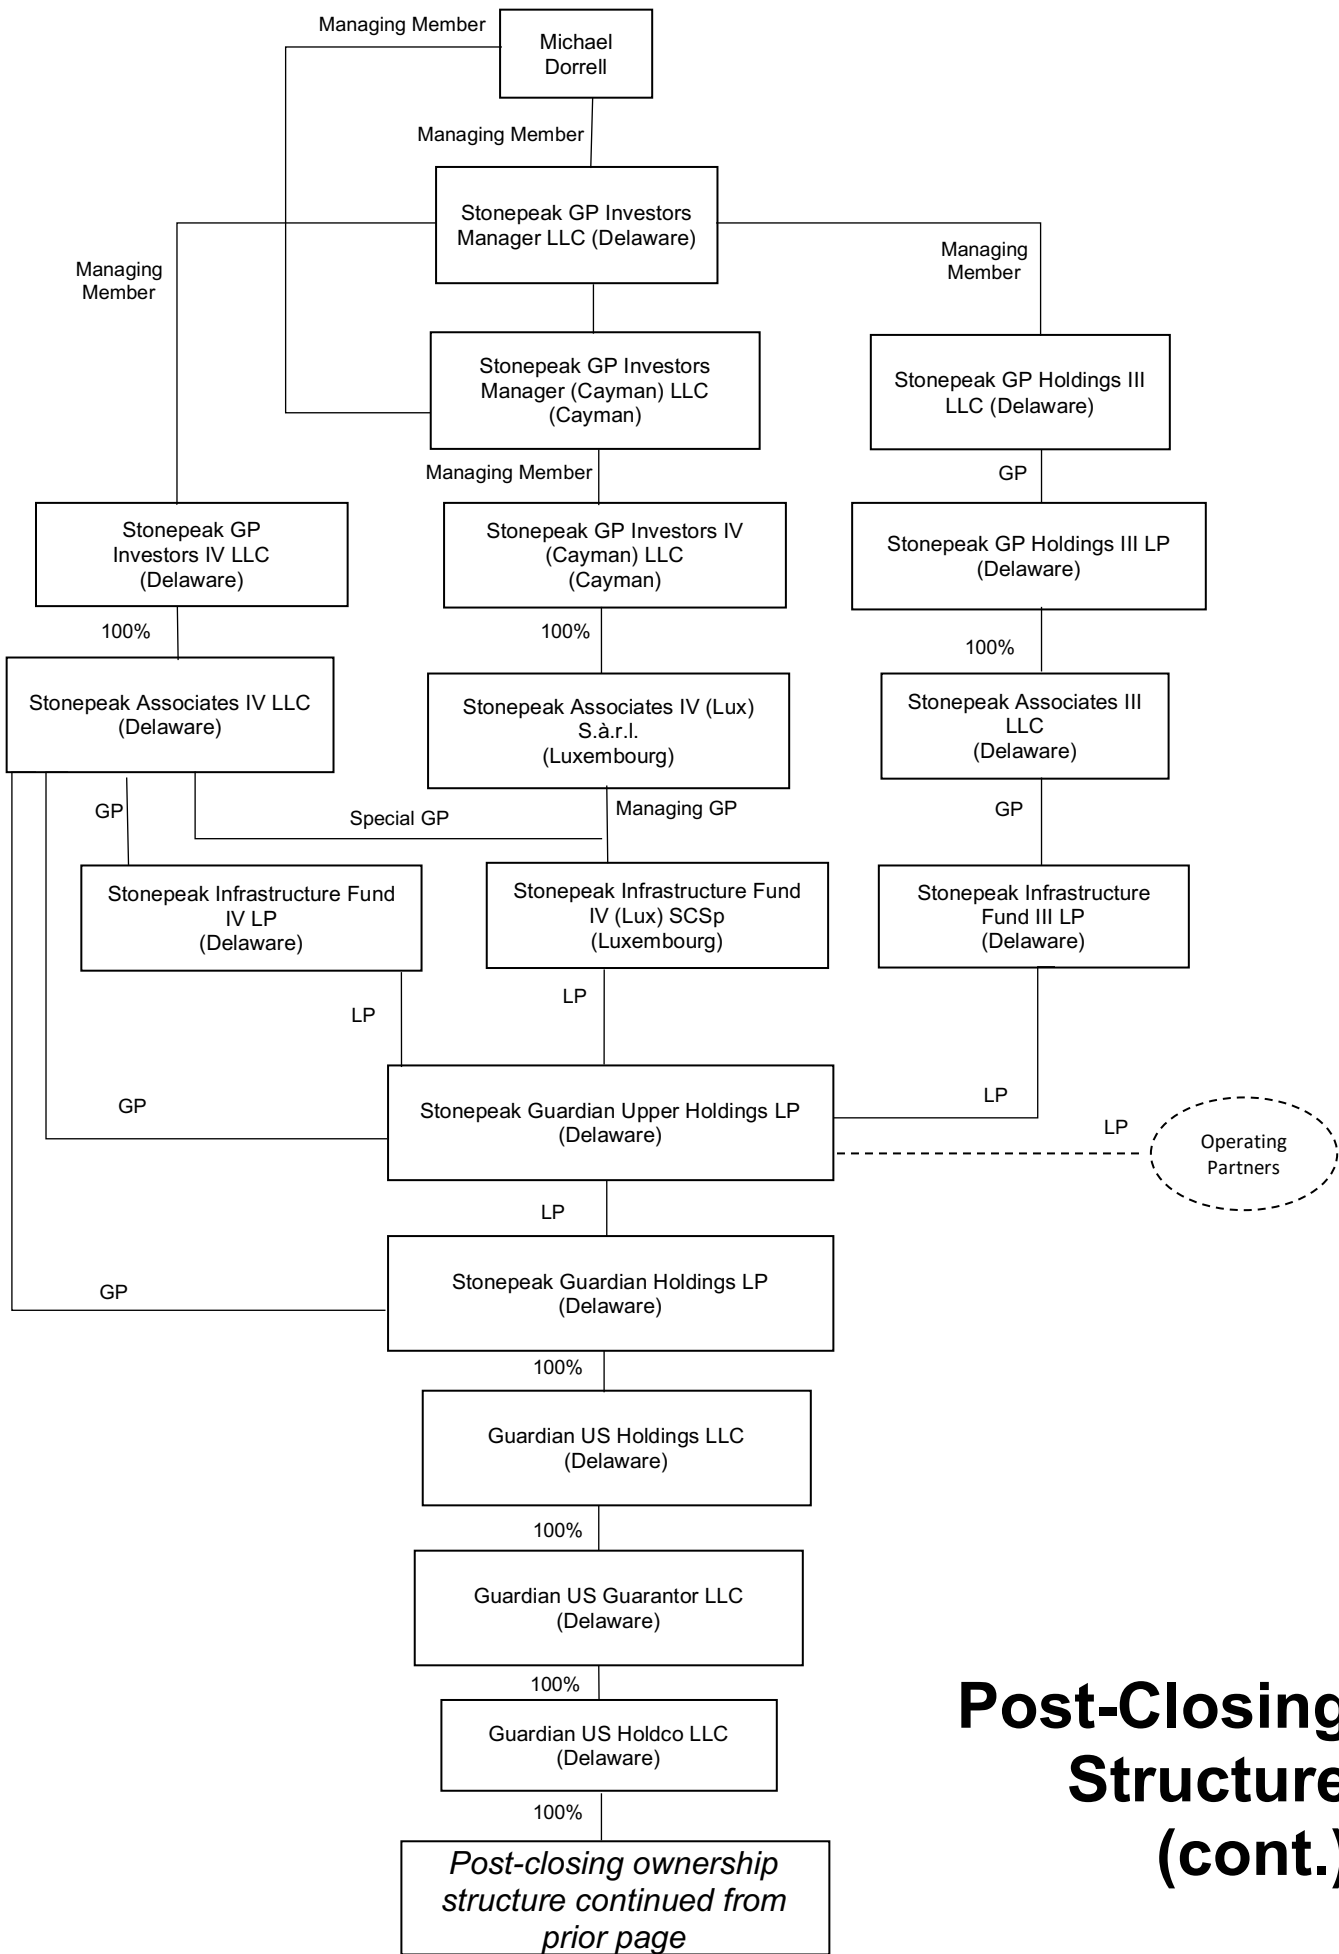 Managing Member
Michael
Dorrell
Managing Member
Stonepeak GP Investors
Manager LLC (Delaware)
Managing
Member
Managing
Member
Stonepeak GP Investors
Manager (Cayman) LLC
(Cayman)
Stonepeak GP Holdings III
LLC (Delaware)
Managing Member
GP
Stonepeak GP
Investors IV LLC
(Delaware)
Stonepeak GP Investors IV
(Cayman) LLC
(Cayman)
Stonepeak GP Holdings III LP
(Delaware)
100%
100%
100%
Stonepeak Associates IV LLC
(Delaware)
Stonepeak Associates IV (Lux)
S.à.r.l.
(Luxembourg)
Stonepeak Associates III
LLC
(Delaware)
GP
Special GP
Managing GP
GP
Stonepeak Infrastructure Fund
IV LP
(Delaware)
Stonepeak Infrastructure Fund
IV (Lux) SCSp
(Luxembourg)
Stonepeak Infrastructure
Fund III LP
(Delaware)
LP
LP
LP
GP
Stonepeak Guardian Upper Holdings LP
(Delaware)
LP
Operating
Partners
LP
GP
Stonepeak Guardian Holdings LP
(Delaware)
100%
Guardian US Holdings LLC
(Delaware)
100%
Guardian US Guarantor LLC
(Delaware)
100%
Guardian US Holdco LLC
(Delaware)
100%
Post-closing ownership
structure continued from
prior page
Post-Closing
Structure
(cont.)